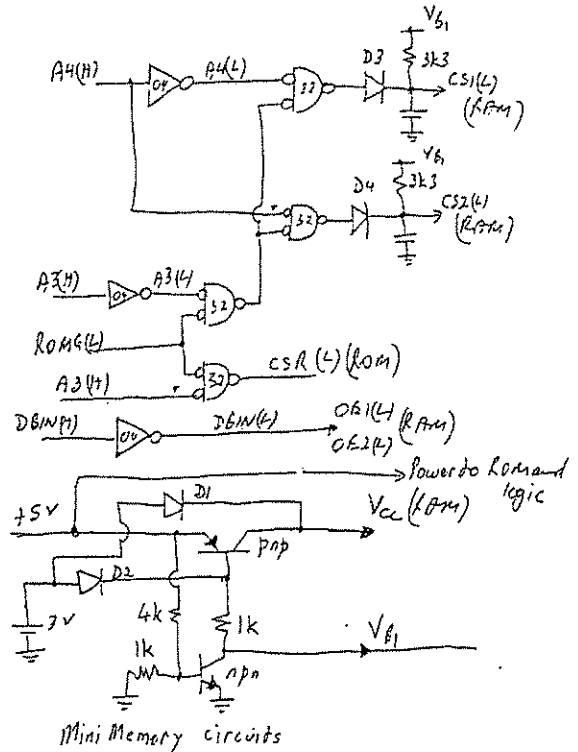 VB1
3k3
D3
A4(H)
A4(L)
04
32
CS1(L)
(RAM)
VB1
3k3
D4
32
CS2(L)
(RAM)
A3(H)
04
A3(L)
32
ROMG(L)
32
CSR(L)(ROM)
A3(H)
DBIN(H)
04
DBIN(L)
OE1(L)
OE2(L)
(RAM)
Power to ROM and
logic
+5V
D1
VCC (RAM)
pnp
D2
3V
4k
1k
1k
VB1
npn
Mini Memory circuits